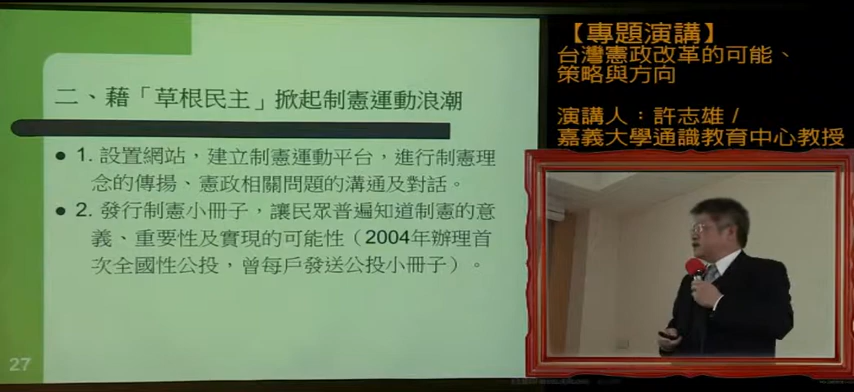 二、藉「草根民主」掀起制憲運動浪潮
● 1. 設置網站，建立制憲運動平台，進行制憲理
念的傳揚、憲政相關問題的溝通及對話。
● 2. 發行制憲小冊子，讓民眾普遍知道制憲的意
義、重要性及實現的可能性（2004年辦理首
次全國性公投，曾每戶發送公投小冊子）。
27
【專題演講】
台灣憲政改革的可能、
策略與方向
演講人：許志雄 /
嘉義大學通識教育中心教授